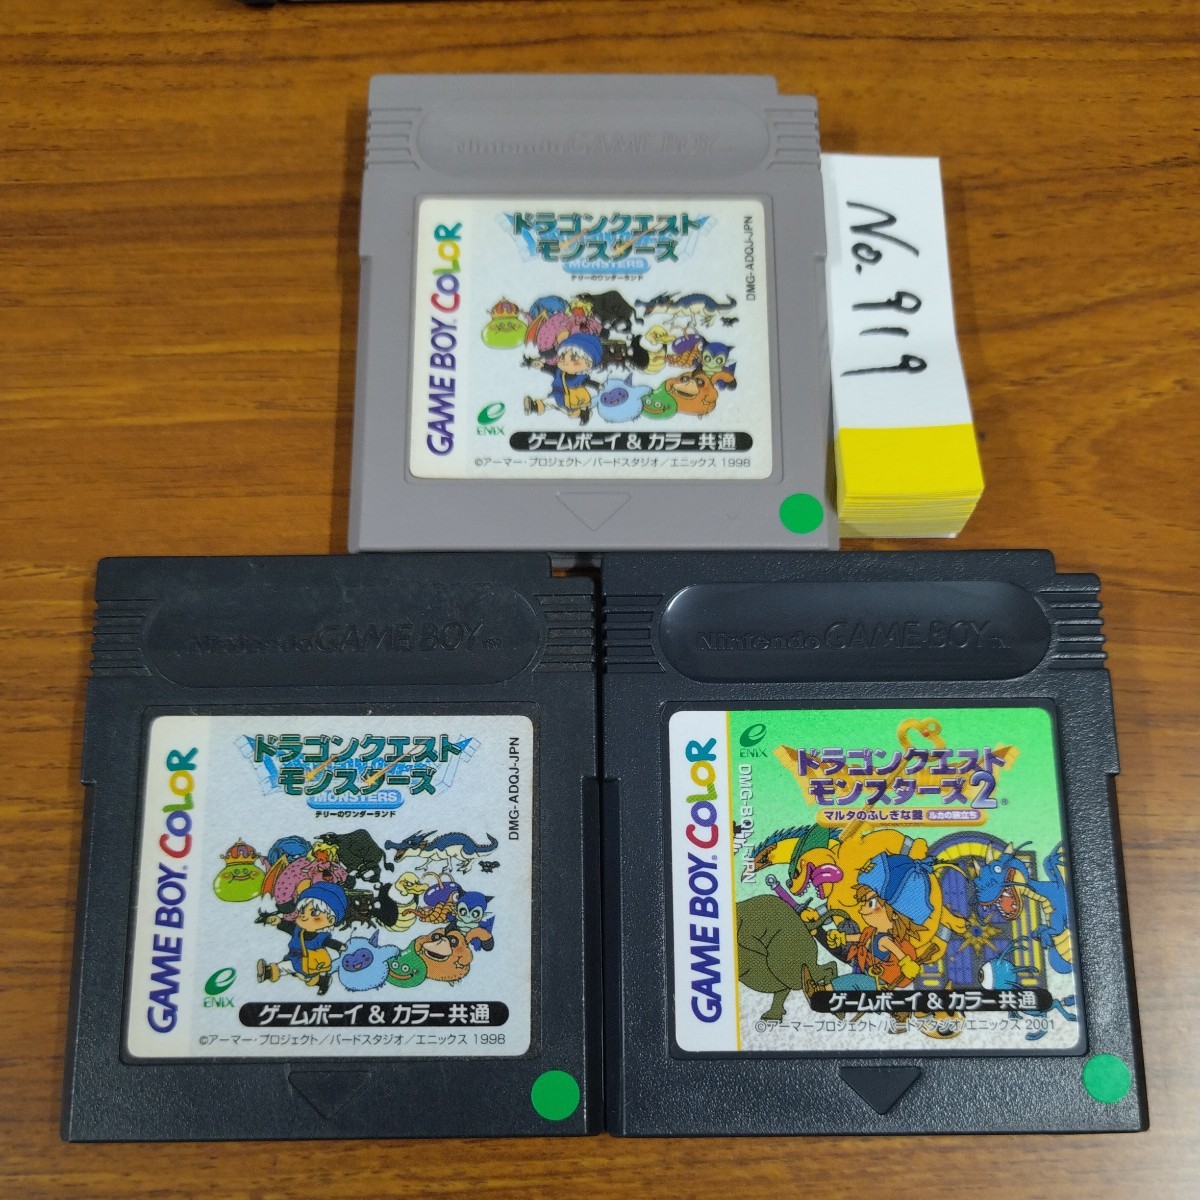 Nintendo GAME BOY TM
GAME BOY COLOR
ドラゴンクエスト
モンスターズ
MONSTERS
テリーのワンダーランド
DMG-ADQJ-JPN
ENIX
ゲームボーイ & カラー共通
©アーマー・プロジェクト／バードスタジオ／エニックス 1998
No. 919
Nintendo GAME BOY TM
GAME BOY COLOR
ドラゴンクエスト
モンスターズ
MONSTERS
テリーのワンダーランド
DMG-ADQJ-JPN
ENIX
ゲームボーイ & カラー共通
©アーマー・プロジェクト／バードスタジオ／エニックス 1998
Nintendo GAME BOY TM
GAME BOY COLOR
ENIX
ドラゴンクエスト
モンスターズ2
マルタのふしぎな鍵 ルカの旅立ち
ゲームボーイ & カラー共通
©アーマープロジェクト/バードスタジオ/エニックス 2001